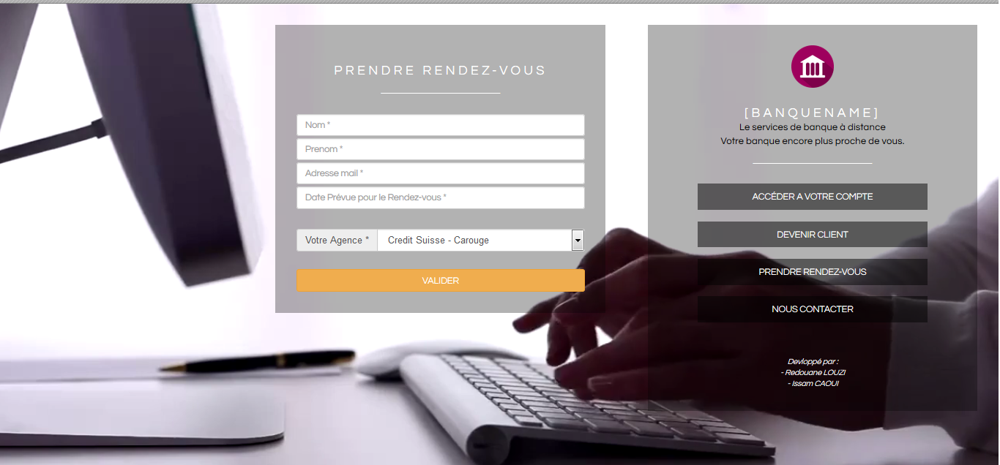 PRENDRE RENDEZ-VOUS
Nom *
Prenom *
Adresse mail *
Date Prévue pour le Rendez-vous *
Votre Agence * Credit Suisse - Carouge
VALIDER
[BANQUENAME]
Le services de banque à distance
Votre banque encore plus proche de vous.
ACCÉDER A VOTRE COMPTE
DEVENIR CLIENT
PRENDRE RENDEZ-VOUS
NOUS CONTACTER
Devloppé par :
- Redouane LOUZI
- Issam CAOUI